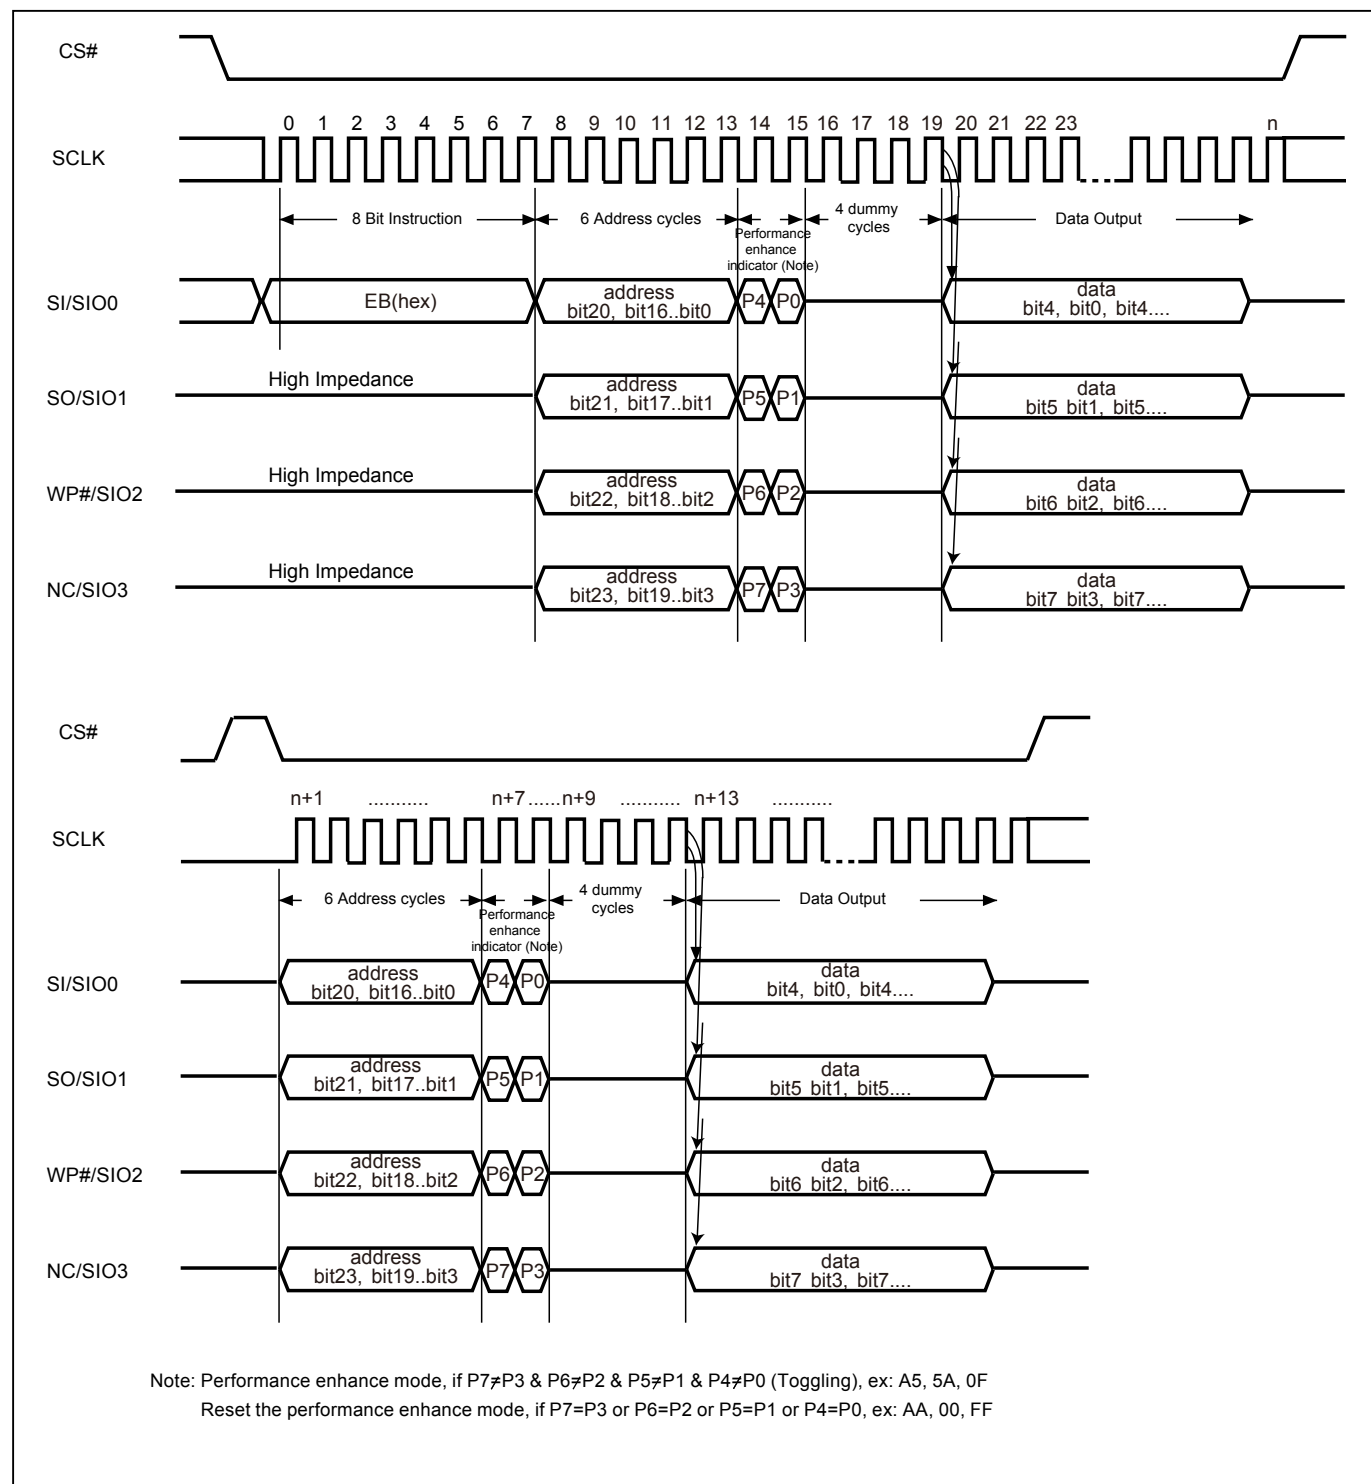 CS#
0 1 2 3 4 5 6 7 8 9 10 11 12 13 14 15 16 17 18 19 20 21 22 23 n
SCLK
8 Bit Instruction
6 Address cycles
Performance
enhance
indicator (Note)
4 dummy
cycles
Data Output
SI/SIO0
EB(hex)
address
bit20, bit16..bit0
P4 P0
data
bit4, bit0, bit4....
SO/SIO1
High Impedance
address
bit21, bit17..bit1
P5 P1
data
bit5 bit1, bit5....
WP#/SIO2
High Impedance
address
bit22, bit18..bit2
P6 P2
data
bit6 bit2, bit6....
NC/SIO3
High Impedance
address
bit23, bit19..bit3
P7 P3
data
bit7 bit3, bit7....
CS#
n+1 ........... n+7 ......n+9 ........... n+13 ...........
SCLK
6 Address cycles
Performance
enhance
indicator (Note)
4 dummy
cycles
Data Output
SI/SIO0
address
bit20, bit16..bit0
P4 P0
data
bit4, bit0, bit4....
SO/SIO1
address
bit21, bit17..bit1
P5 P1
data
bit5 bit1, bit5....
WP#/SIO2
address
bit22, bit18..bit2
P6 P2
data
bit6 bit2, bit6....
NC/SIO3
address
bit23, bit19..bit3
P7 P3
data
bit7 bit3, bit7....
Note: Performance enhance mode, if P7≠P3 & P6≠P2 & P5≠P1 & P4≠P0 (Toggling), ex: A5, 5A, 0F
Reset the performance enhance mode, if P7=P3 or P6=P2 or P5=P1 or P4=P0, ex: AA, 00, FF